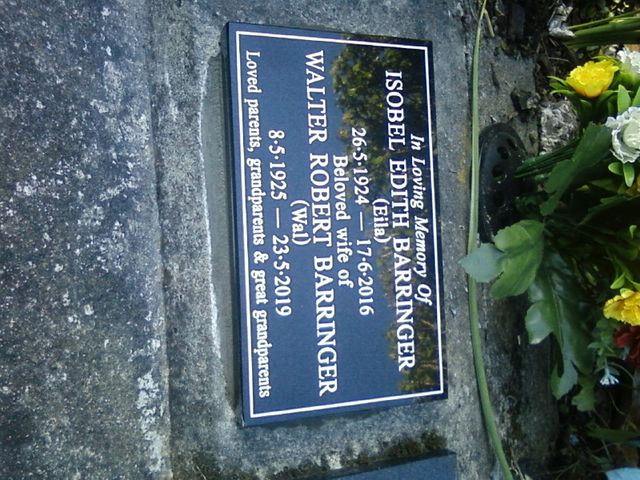 In Loving Memory Of
ISOBEL EDITH BARRINGER
(Eila)
26·5·1924 — 17·6·2016
Beloved wife of
WALTER ROBERT BARRINGER
(Wal)
8·5·1925 — 23·5·2019
Loved parents, grandparents & great grandparents